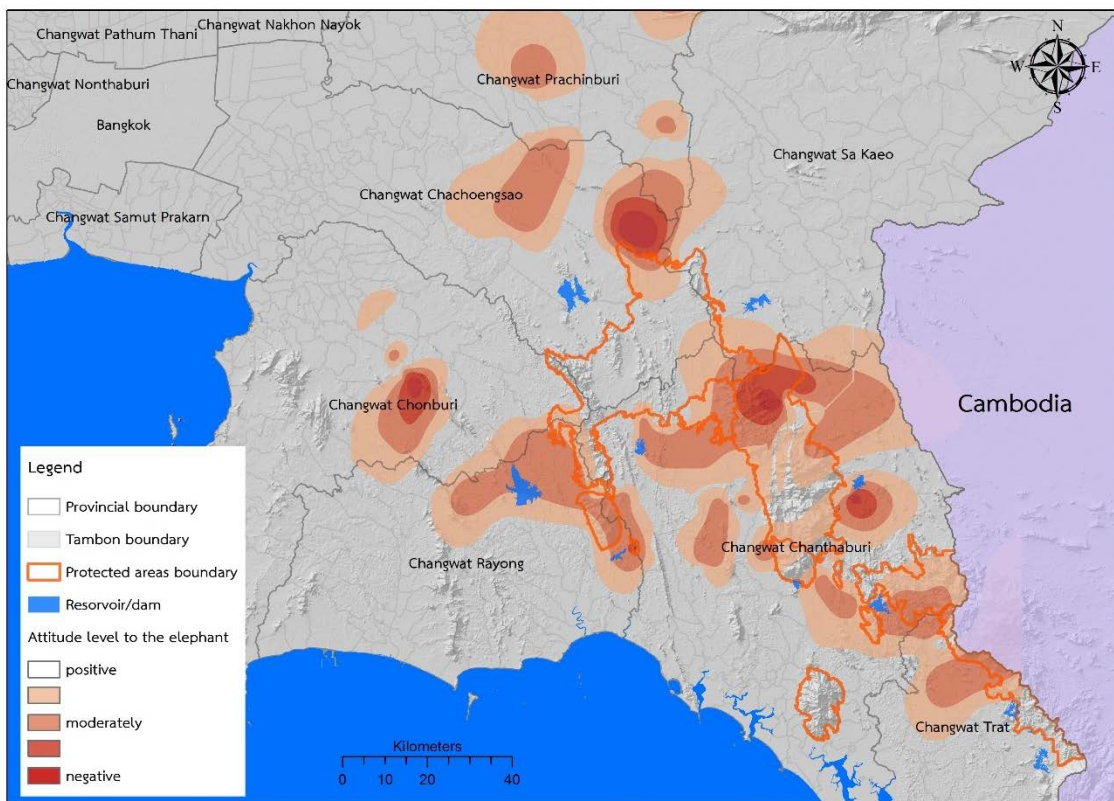 Changwat Pathum Thani
Changwat Nakhon Nayok
Changwat Nonthaburi
Changwat Prachinburi
Bangkok
Changwat Sa Kaeo
Changwat Chachoengsao
Changwat Samut Prakarn
Changwat Chonburi
Cambodia
Changwat Chanthaburi
Changwat Rayong
Changwat Trat
N
W
E
S
Legend
Provincial boundary
Tambon boundary
Protected areas boundary
Reservoir/dam
Attitude level to the elephant
positive
moderately
negative
Kilometers
0 10 20 40